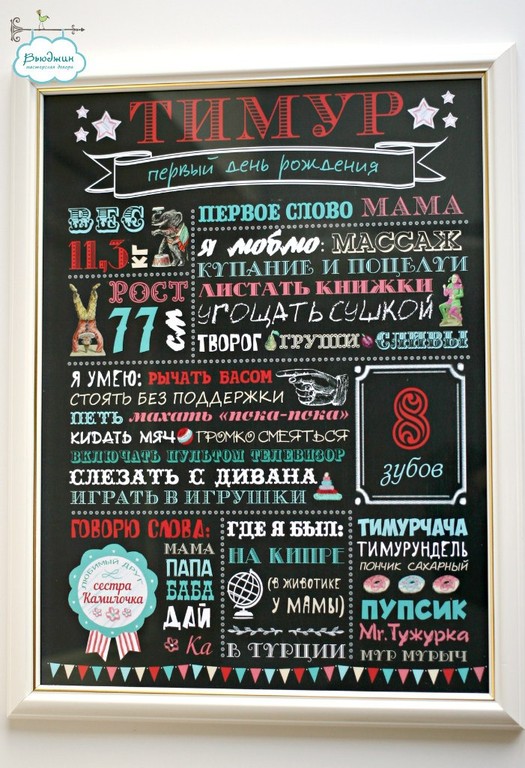 Вьюджин
мастерская декора
ТИМУР
первый день рождения
ВЕС
11,3 кг
РОСТ
77 см
ПЕРВОЕ СЛОВО МАМА
Я ЛЮБЛЮ: МАССАЖ
КУПАНИЕ И ПОЦЕЛУИ
ЛИСТАТЬ КНИЖКИ
УГОЩАТЬ СУШКОЙ
ТВОРОГ ГРУШИ СЛИВЫ
Я УМЕЮ: РЫЧАТЬ БАСОМ
СТОЯТЬ БЕЗ ПОДДЕРЖКИ
ПЕТЬ махать «пока-пока»
КИДАТЬ МЯЧ ГРОМКО СМЕЯТЬСЯ
ВКЛЮЧАТЬ ПУЛЬТОМ ТЕЛЕВИЗОР
СЛЕЗАТЬ С ДИВАНА
ИГРАТЬ В ИГРУШКИ
8
зубов
ГОВОРЮ СЛОВА:
МАМА
ПАПА
БАБА
ДАЙ
Ка
ЛЮБИМЫЙ ДРУГ
сестра
Камилочка
ГДЕ Я БЫЛ:
НА КИПРЕ
(В ЖИВОТИКЕ
У МАМЫ)
В ТУРЦИИ
ТИМУРЧАЧА
ТИМУРУНДЕЛЬ
ПОНЧИК САХАРНЫЙ
ПУПСИК
Mr.Тужурка
МУР МУРЫЧ